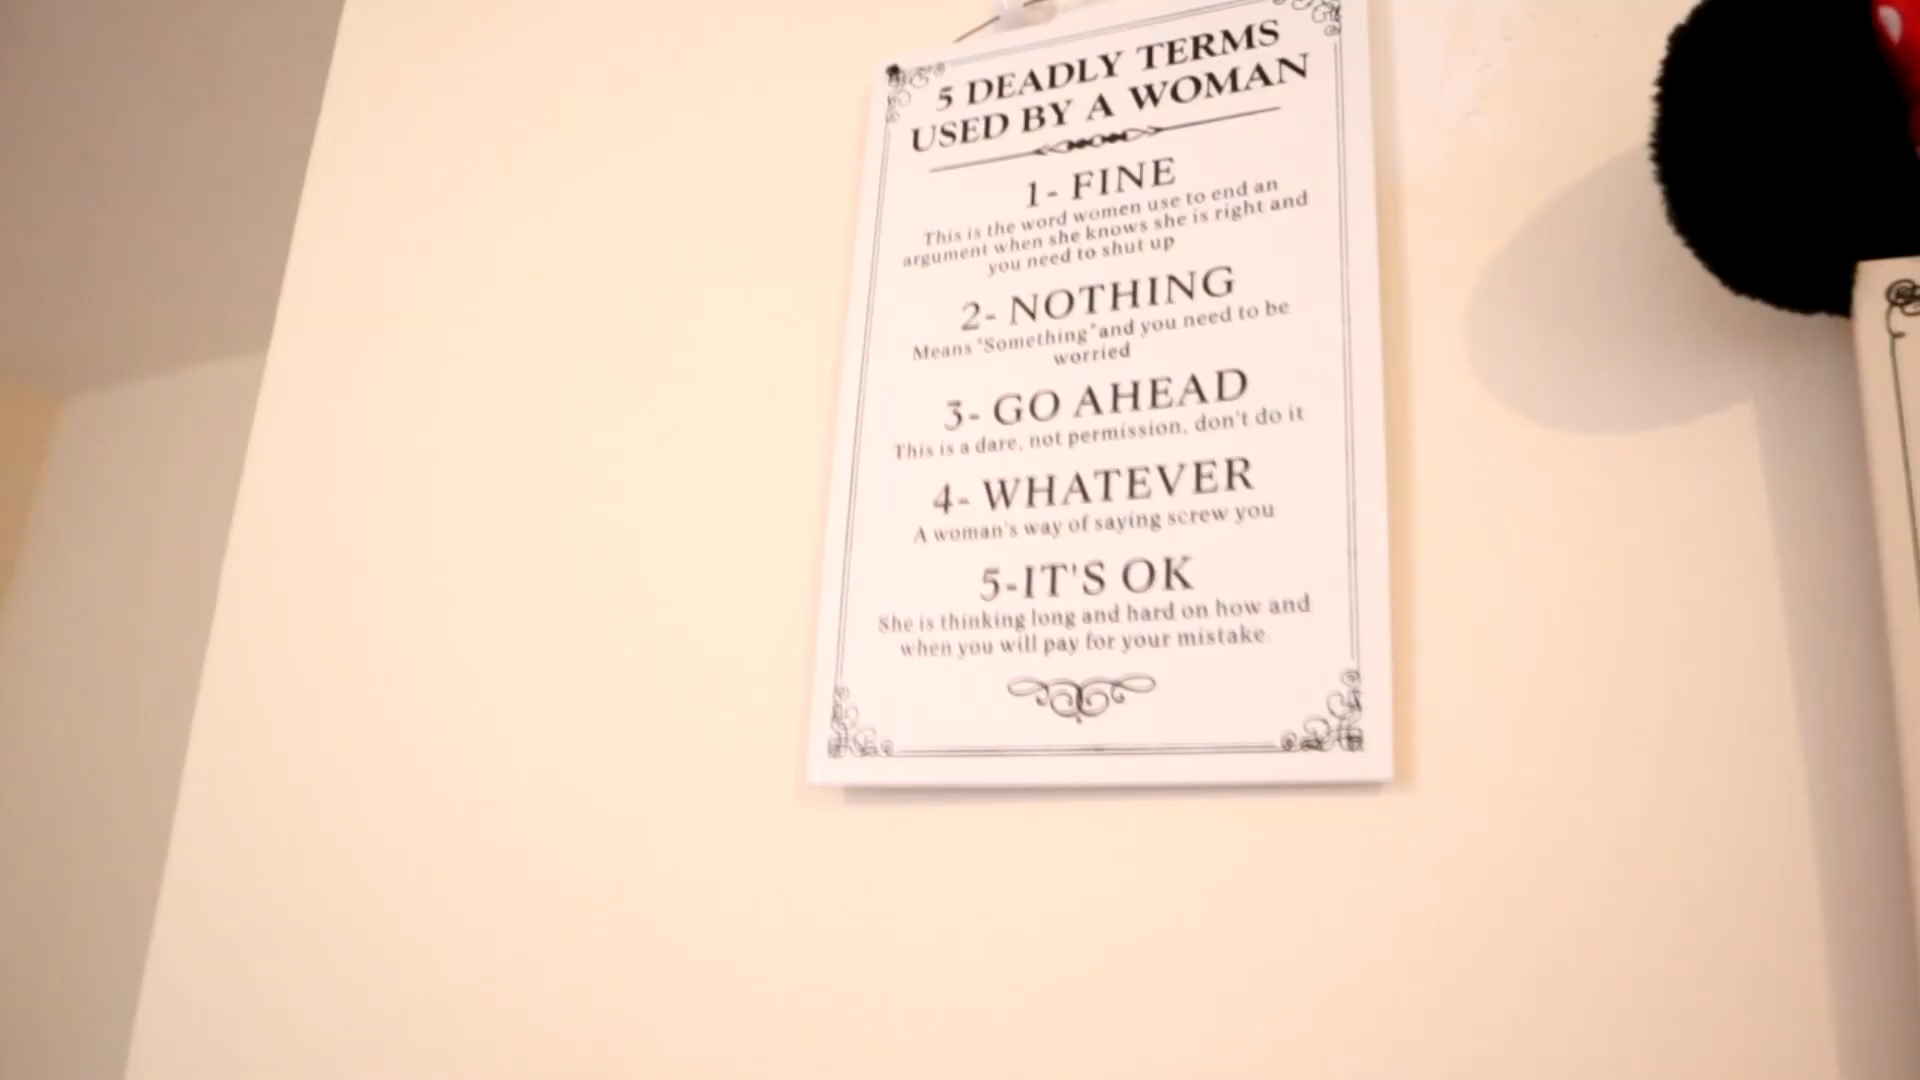 5 DEADLY TERMS
USED BY A WOMAN
1- FINE
This is the word women use to end an
argument when she knows she is right and
you need to shut up
2- NOTHING
Means "Something" and you need to be
worried
3- GO AHEAD
This is a dare, not permission, don't do it
4- WHATEVER
A woman's way of saying screw you
5-IT'S OK
She is thinking long and hard on how and
when you will pay for your mistake.